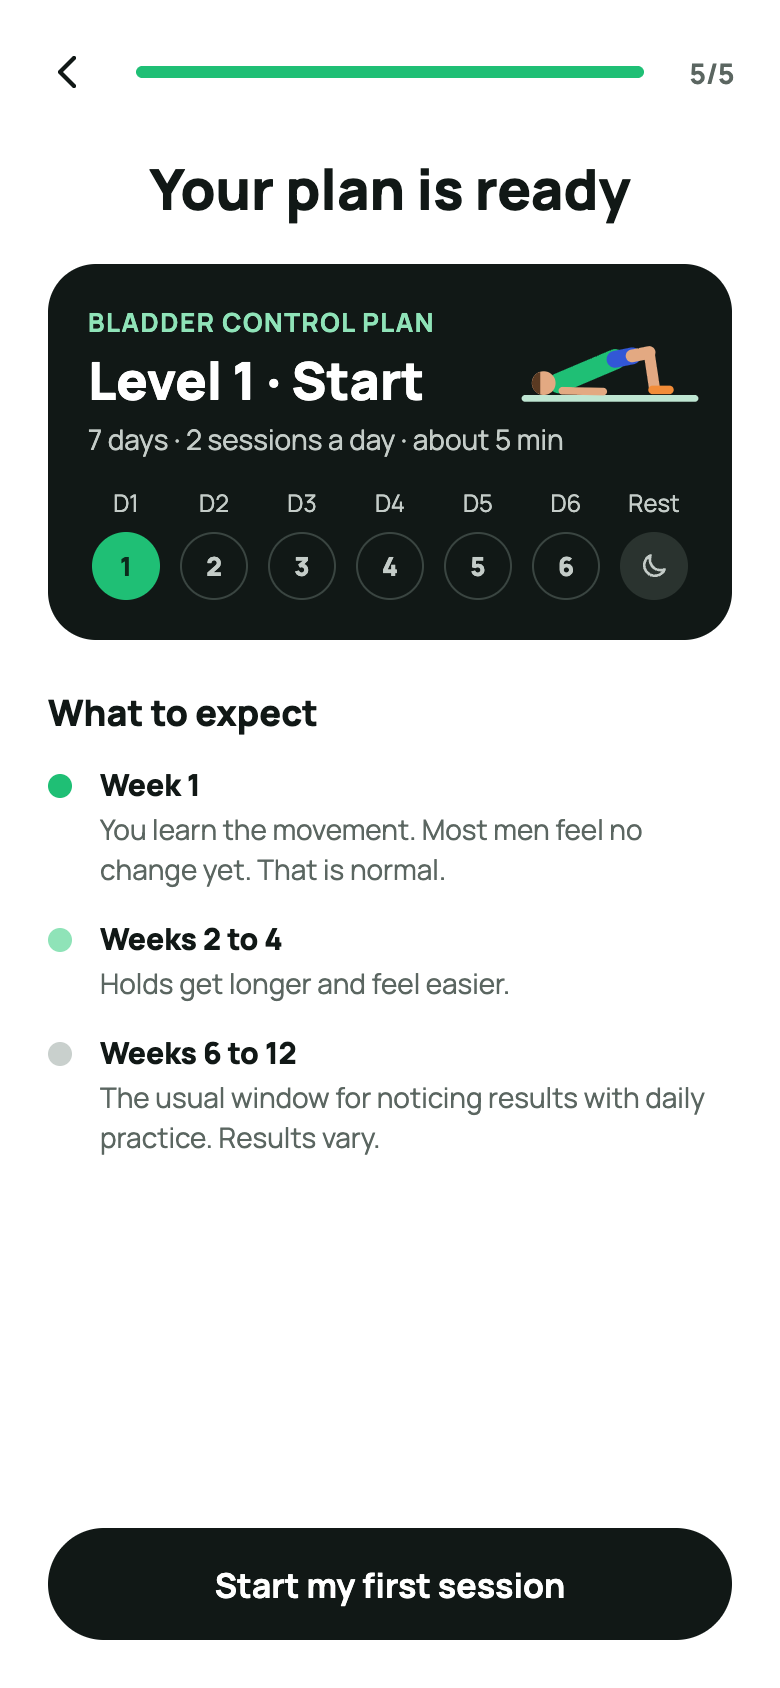 5/5
Your plan is ready
BLADDER CONTROL PLAN
Level 1 · Start
7 days · 2 sessions a day · about 5 min
D1 D2 D3 D4 D5 D6 Rest
1 2 3 4 5 6
What to expect
Week 1
You learn the movement. Most men feel no
change yet. That is normal.
Weeks 2 to 4
Holds get longer and feel easier.
Weeks 6 to 12
The usual window for noticing results with daily
practice. Results vary.
Start my first session